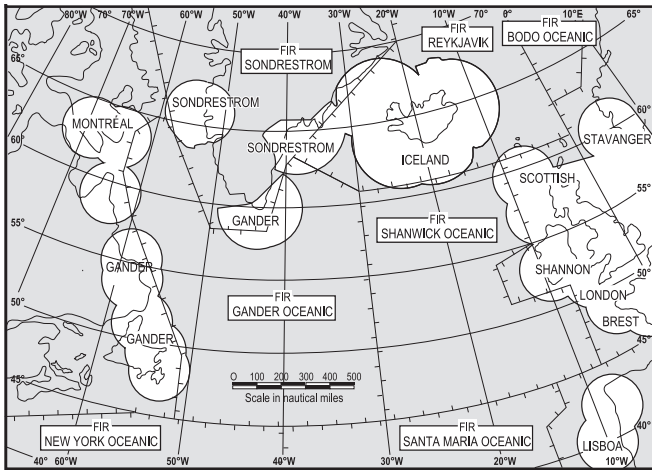 80°W 70°W 60°W 50°W 40°W 30°W 20°W 10°W 0° 10°E 65°
70°W 70° 70° 70°W
FIR
REYKJAVIK
FIR
BODO OCEANIC
FIR
SONDRESTROM
65°
60°
SONDRESTROM
MONTRÉAL
STAVANGER
60°
SONDRESTROM
ICELAND
SCOTTISH
55°
55°
GANDER
FIR
SHANWICK OCEANIC
GANDER
SHANNON
50°
FIR
GANDER OCEANIC
LONDON
50°
BREST
GANDER
45°
0 100 200 300 400 500
Scale in nautical miles
45°
FIR
NEW YORK OCEANIC
FIR
SANTA MARIA OCEANIC
40°
LISBOA
40° 60°W 50°W 40°W 30°W 20°W 10°W